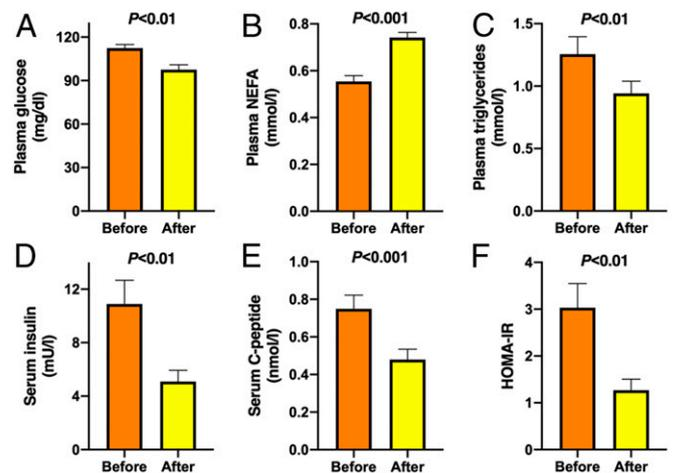 A
P<0.01
Plasma glucose
(mg/dl)
120
90
60
30
0
Before After
B
P<0.001
Plasma NEFA
(mmol/l)
0.8
0.6
0.4
0.2
0.0
Before After
C
P<0.01
Plasma triglycerides
(mmol/l)
1.5
1.0
0.5
0.0
Before After
D
P<0.01
Serum insulin
(mU/l)
12
8
4
0
Before After
E
P<0.001
Serum C-peptide
(nmol/l)
1.0
0.8
0.6
0.4
0.2
0.0
Before After
F
P<0.01
HOMA-IR
4
3
2
1
0
Before After